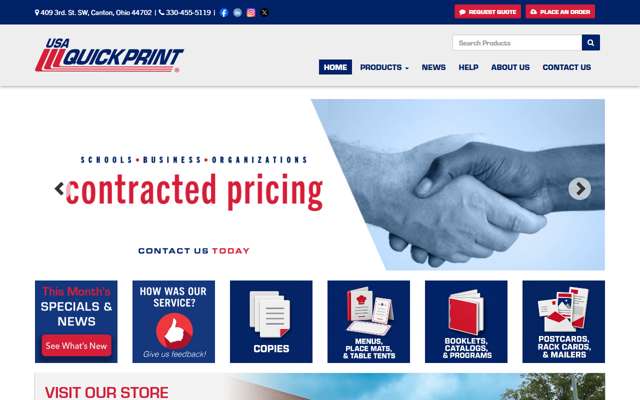 409 3rd. St. SW, Canton, Ohio 44702 | 330-455-5119 |
REQUEST QUOTE
PLACE AN ORDER
USA
QUICKPRINT
®
Search Products
HOME
PRODUCTS
NEWS
HELP
ABOUT US
CONTACT US
SCHOOLS • BUSINESS • ORGANIZATIONS
contracted pricing
CONTACT US TODAY
This Month's
SPECIALS &
NEWS
See What's New
HOW WAS OUR
SERVICE?
Give us feedback!
COPIES
MENUS,
PLACE MATS,
& TABLE TENTS
BOOKLETS,
CATALOGS,
& PROGRAMS
POSTCARDS,
RACK CARDS,
& MAILERS
VISIT OUR STORE